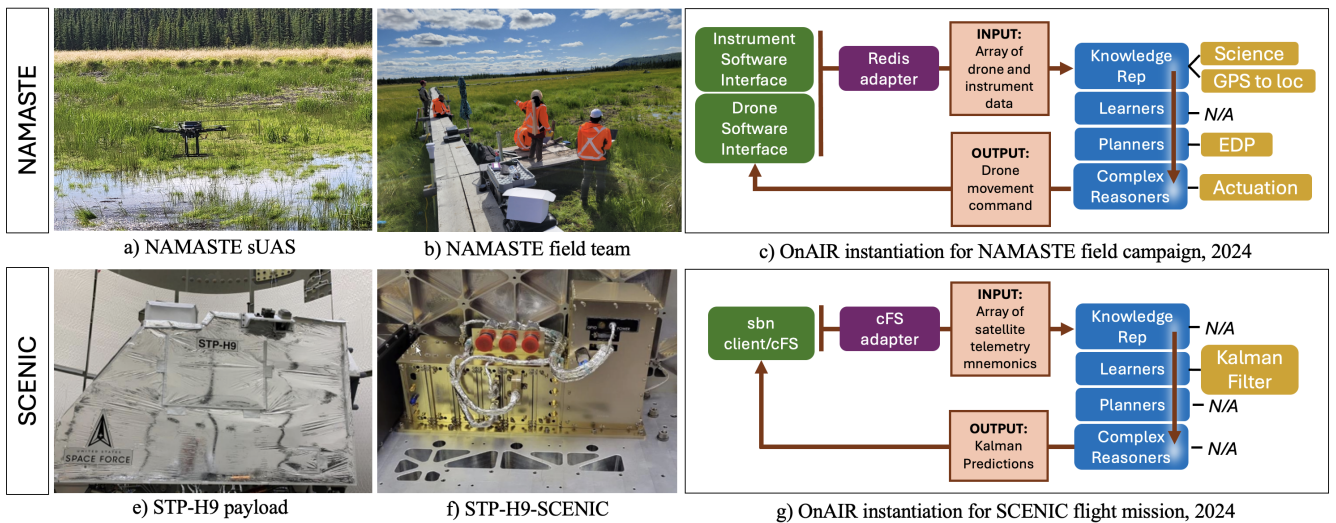 NAMASTE
a) NAMASTE sUAS
b) NAMASTE field team
Instrument
Software
Interface
Drone
Software
Interface
Redis
adapter
INPUT:
Array of
drone and
instrument
data
OUTPUT:
Drone
movement
command
Knowledge
Rep
Learners
Planners
Complex
Reasoners
Science
GPS to loc
N/A
EDP
Actuation
c) OnAIR instantiation for NAMASTE field campaign, 2024
SCENIC
STP-H9
UNITED STATES
SPACE FORCE
e) STP-H9 payload
POWER
f) STP-H9-SCENIC
sbn
client/cFS
cFS
adapter
INPUT:
Array of
satellite
telemetry
mnemonics
OUTPUT:
Kalman
Predictions
Knowledge
Rep
Learners
Planners
Complex
Reasoners
N/A
Kalman
Filter
N/A
N/A
g) OnAIR instantiation for SCENIC flight mission, 2024